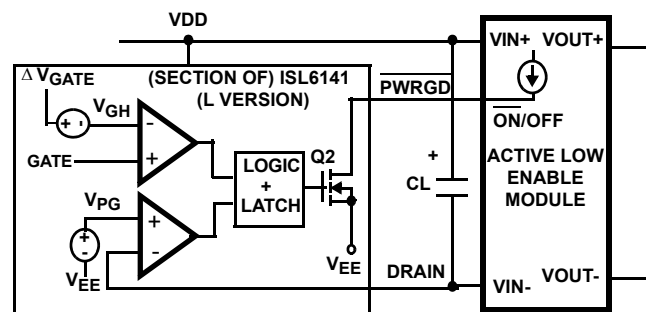 VDD
VIN+ VOUT+
(SECTION OF) ISL6141
(L VERSION)
Δ VGATE
VGH
PWRGD
ON/OFF
GATE
-
+
+ -
LOGIC
+
LATCH
Q2
+
CL
ACTIVE LOW
ENABLE
MODULE
VPG
+
-
+
-
VEE
VEE
DRAIN
VIN- VOUT-